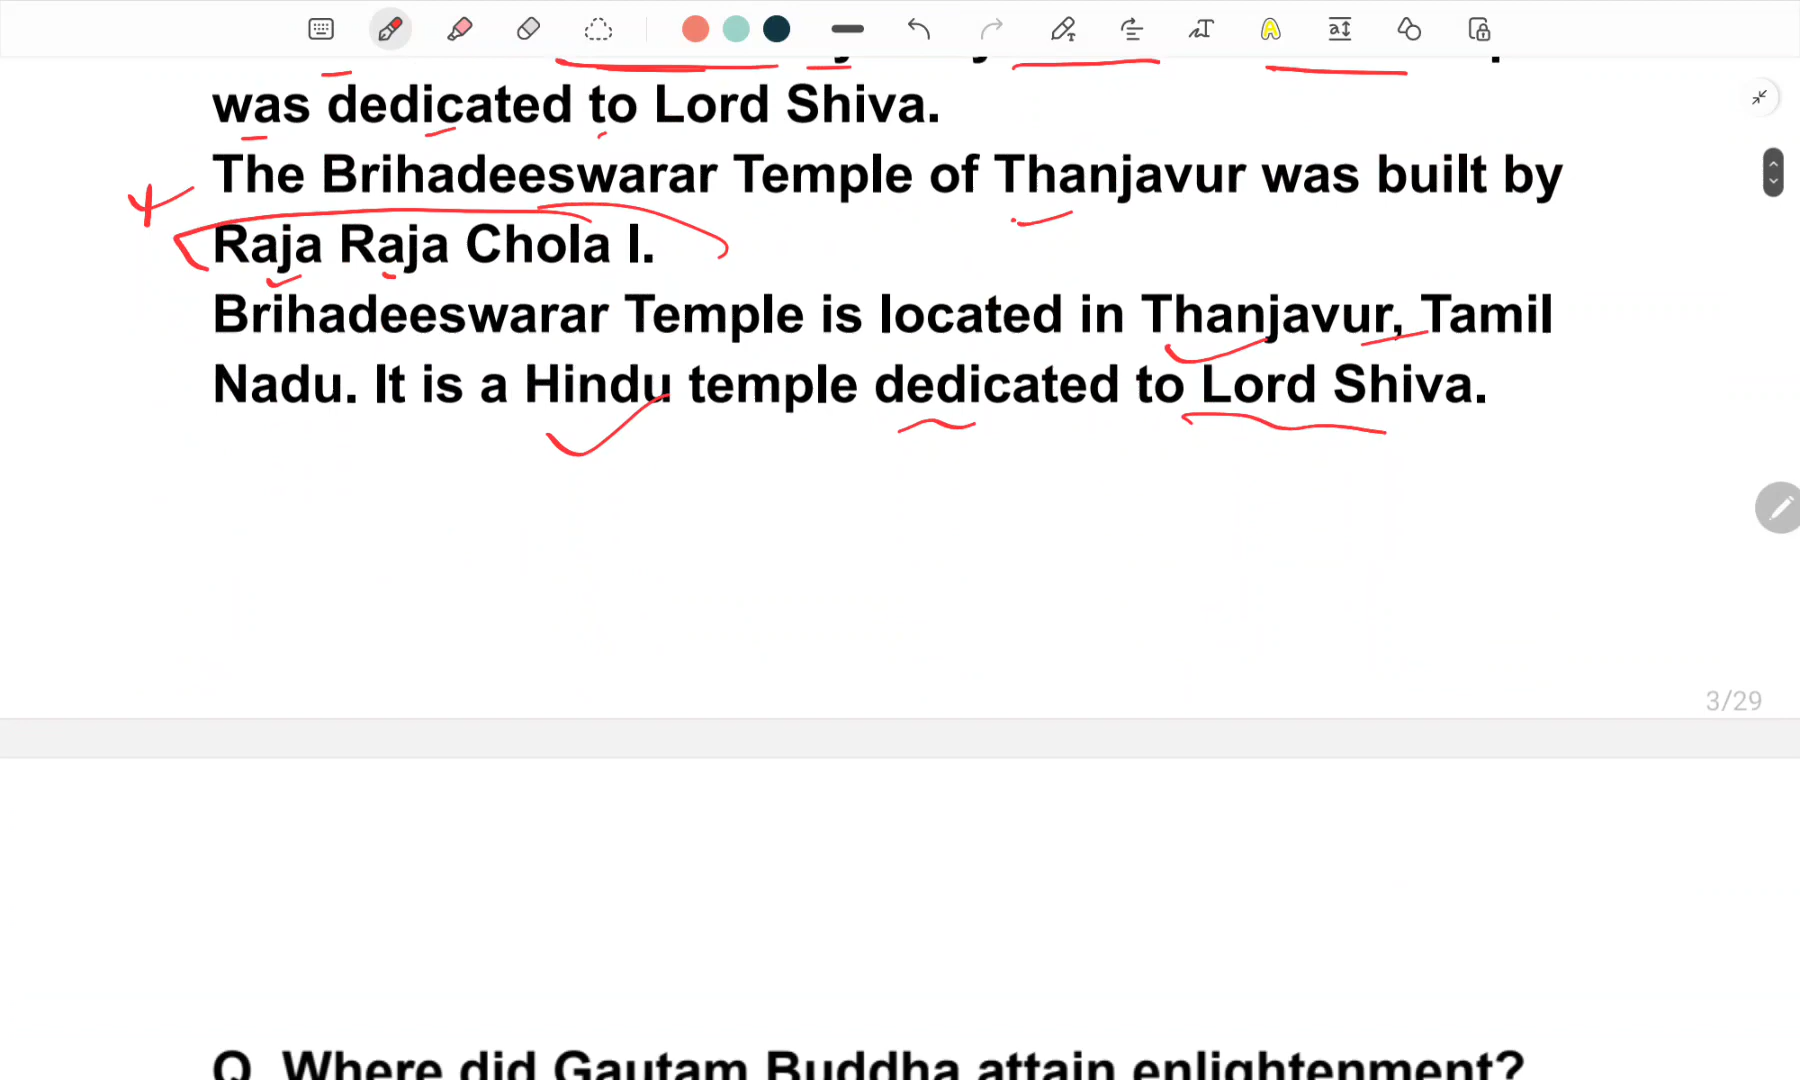 was dedicated to Lord Shiva.
The Brihadeeswarar Temple of Thanjavur was built by
Raja Raja Chola I.
Brihadeeswarar Temple is located in Thanjavur, Tamil
Nadu. It is a Hindu temple dedicated to Lord Shiva.
3/29
Q. Where did Gautam Buddha attain enlightenment?